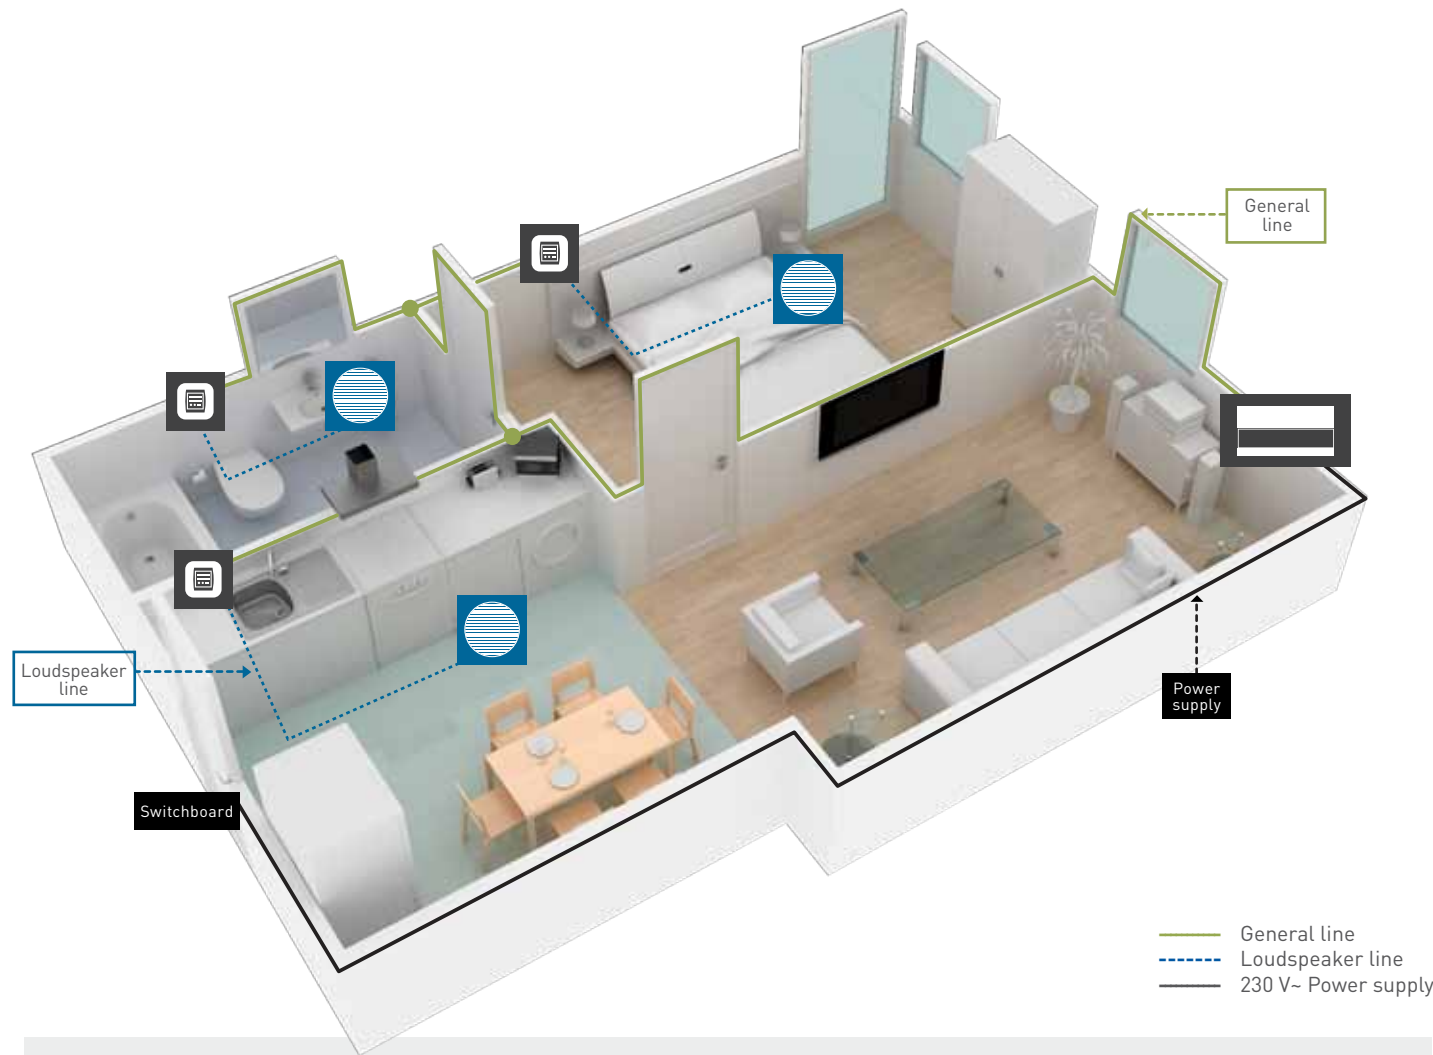 General
line
Loudspeaker
line
Power
supply
Switchboard
General line
Loudspeaker line
230 V~ Power supply